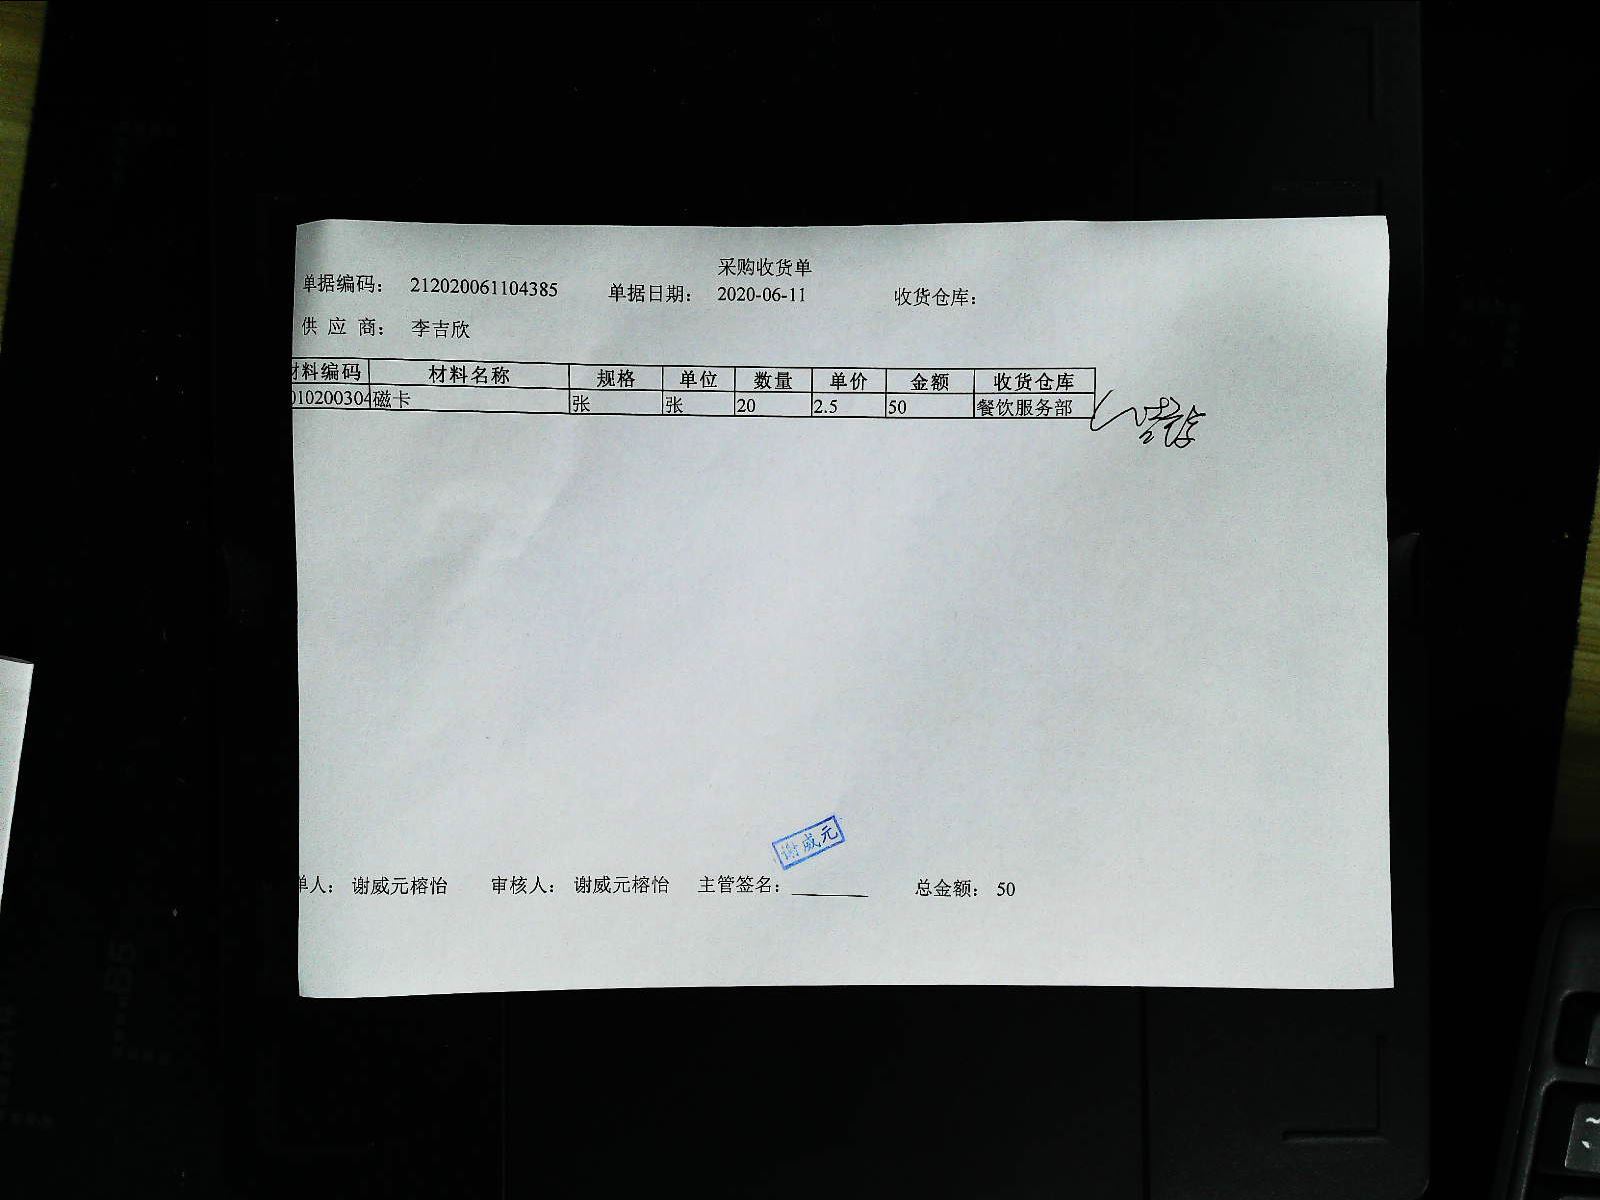 采购收货单
单据编码： 212020061104385 单据日期： 2020-06-11 收货仓库：
供 应 商： 李吉欣
材料编码 材料名称 规格 单位 数量 单价 金额 收货仓库
010200304 磁卡 张 张 20 2.5 50 餐饮服务部
谢威元
单人： 谢威元榕怡 审核人： 谢威元榕怡 主管签名： 总金额： 50